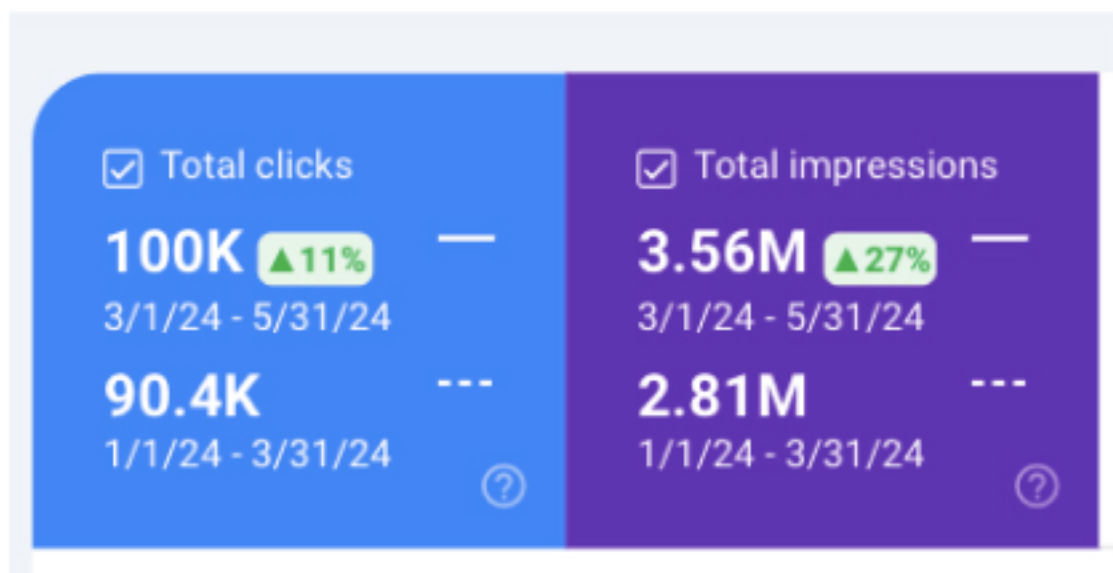 Total clicks
100K ▲11%
3/1/24 - 5/31/24
90.4K
1/1/24 - 3/31/24
Total impressions
3.56M ▲27%
3/1/24 - 5/31/24
2.81M
1/1/24 - 3/31/24